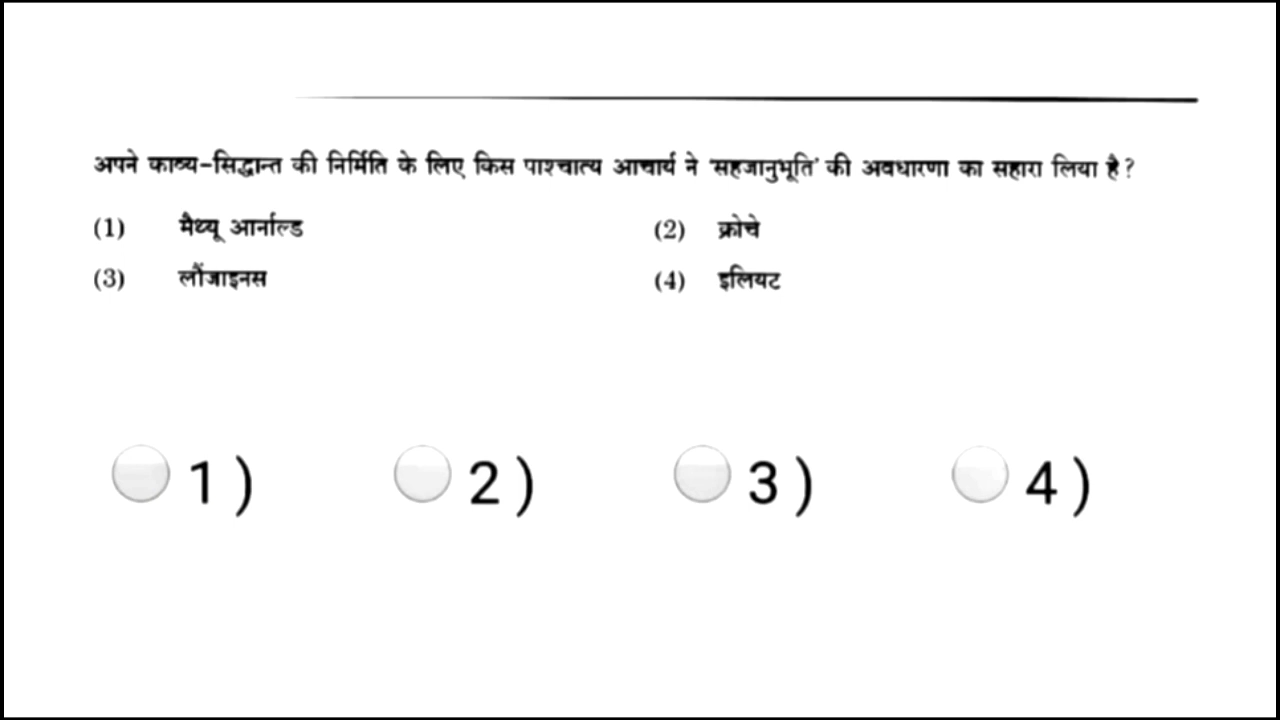 अपने काव्य-सिद्धान्त की निर्मिति के लिए किस पाश्चात्य आचार्य ने 'सहजानुभूति' की अवधारणा का सहारा लिया है ?
(1) मैथ्यू आर्नाल्ड (2) क्रोचे
(3) लौंजाइनस (4) इलियट
1 ) 2 ) 3 ) 4 )